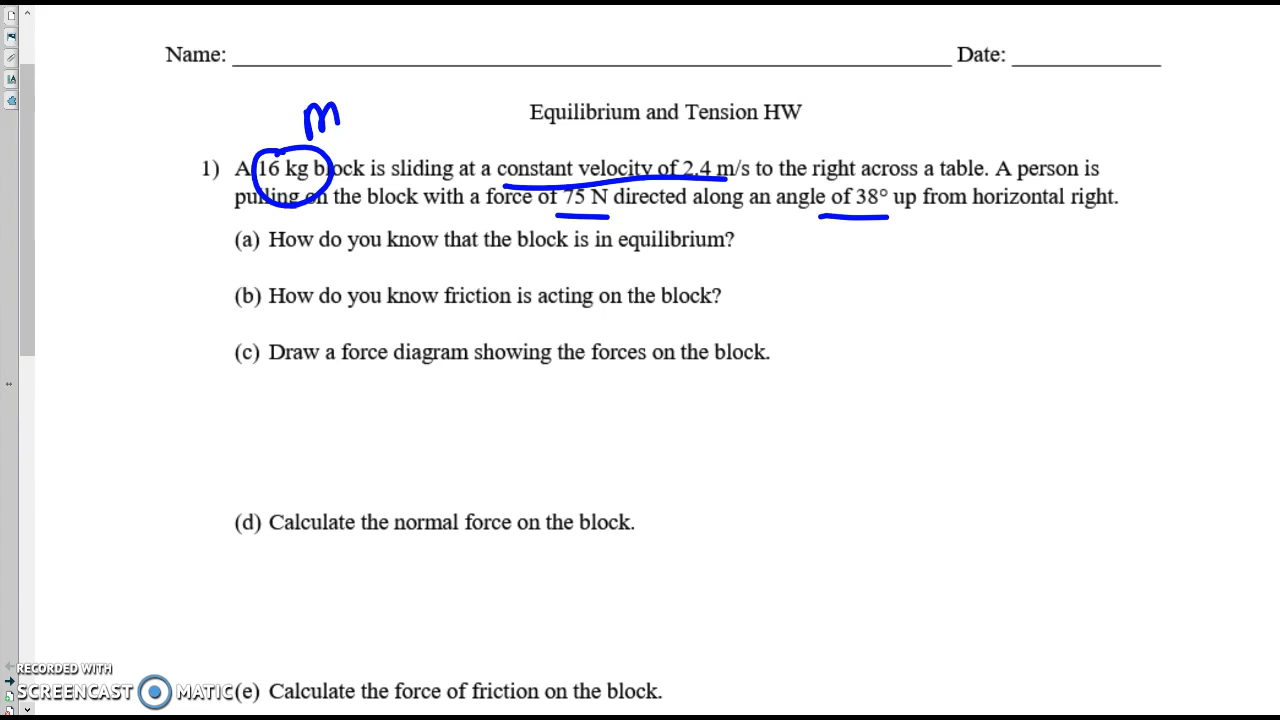 Name: Date:
Equilibrium and Tension HW
m
1) A 16 kg block is sliding at a constant velocity of 2.4 m/s to the right across a table. A person is
pulling on the block with a force of 75 N directed along an angle of 38° up from horizontal right.
(a) How do you know that the block is in equilibrium?
(b) How do you know friction is acting on the block?
(c) Draw a force diagram showing the forces on the block.
(d) Calculate the normal force on the block.
RECORDED WITH
SCREENCAST MATIC
(e) Calculate the force of friction on the block.